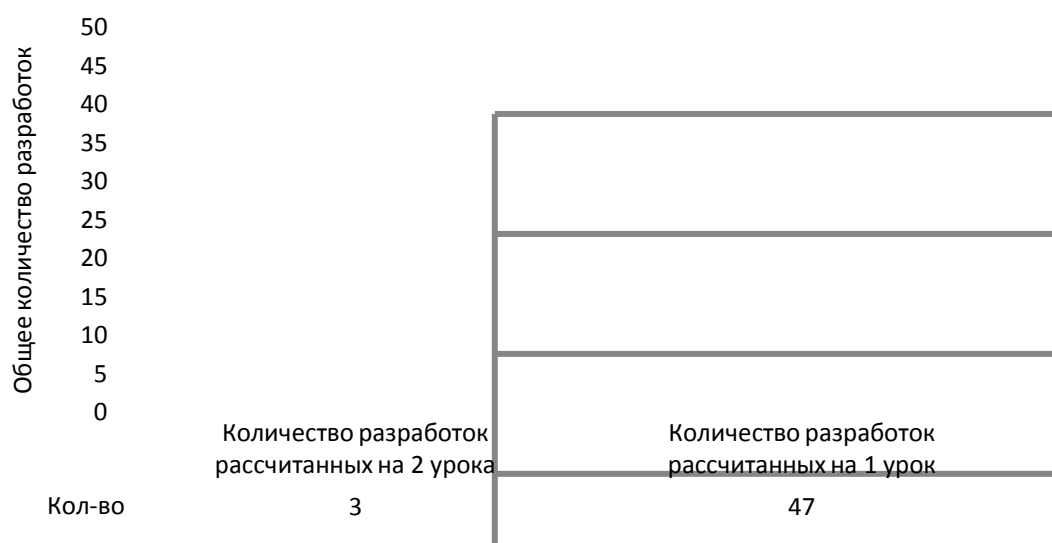 Общее количество разработок
50
45
40
35
30
25
20
15
10
5
0
Количество разработок
рассчитанных на 2 урока
Количество разработок
рассчитанных на 1 урок
Кол-во 3 47